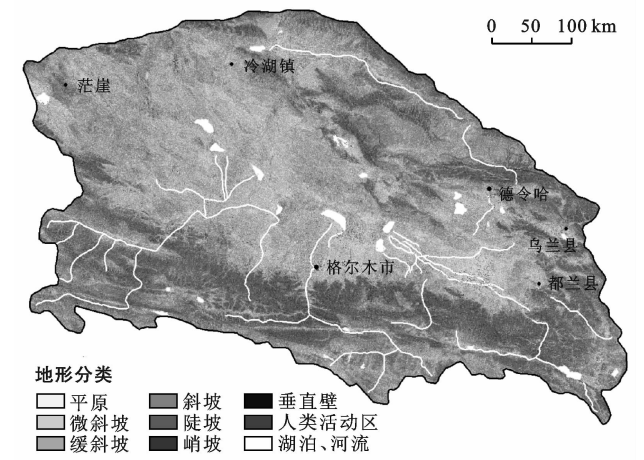 0 50 100 km
冷湖镇
茫崖
德令哈
乌兰县
格尔木市
都兰县
地形分类
平原 斜坡 垂直壁
微斜坡 陡坡 人类活动区
缓斜坡 峭坡 湖泊、河流